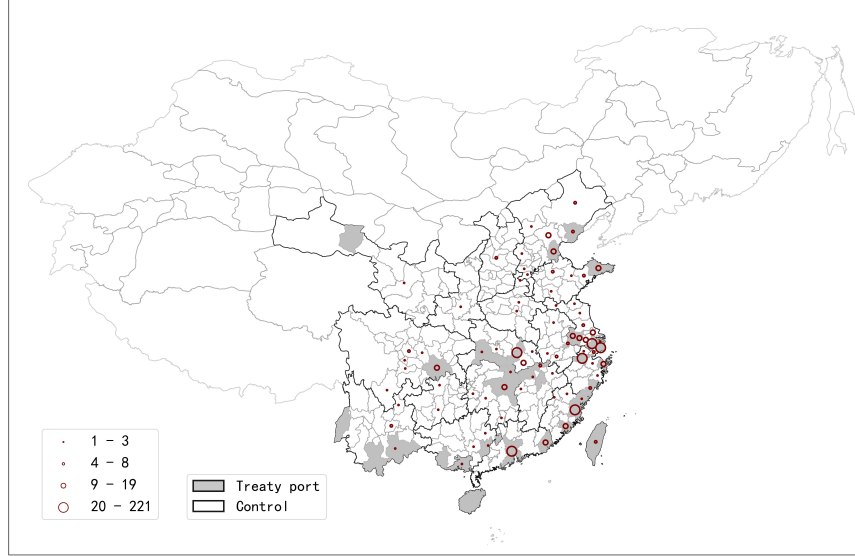 1 – 3
4 – 8
9 – 19
20 – 221
Treaty port
Control